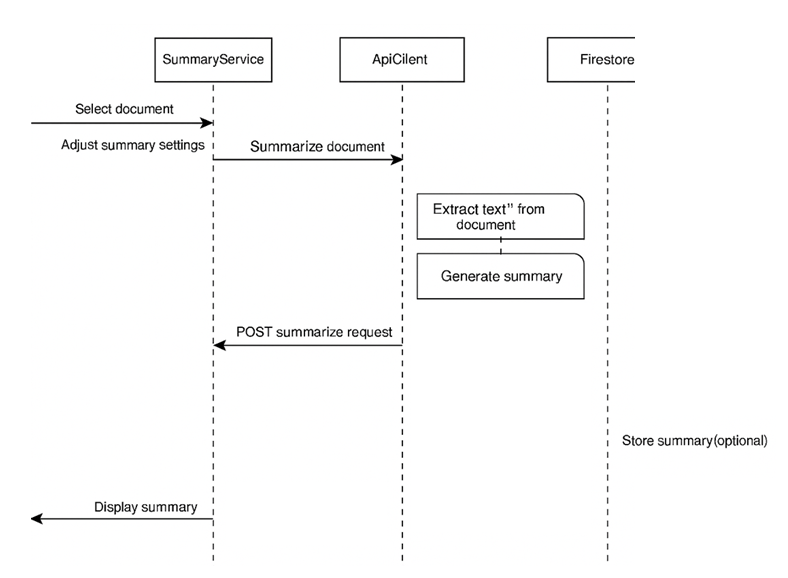 SummaryService
ApiCilent
Firestore
Select document
Adjust summary settings
Summarize document
Extract text” from
document
Generate summary
POST summarize request
Store summary(optional)
Display summary